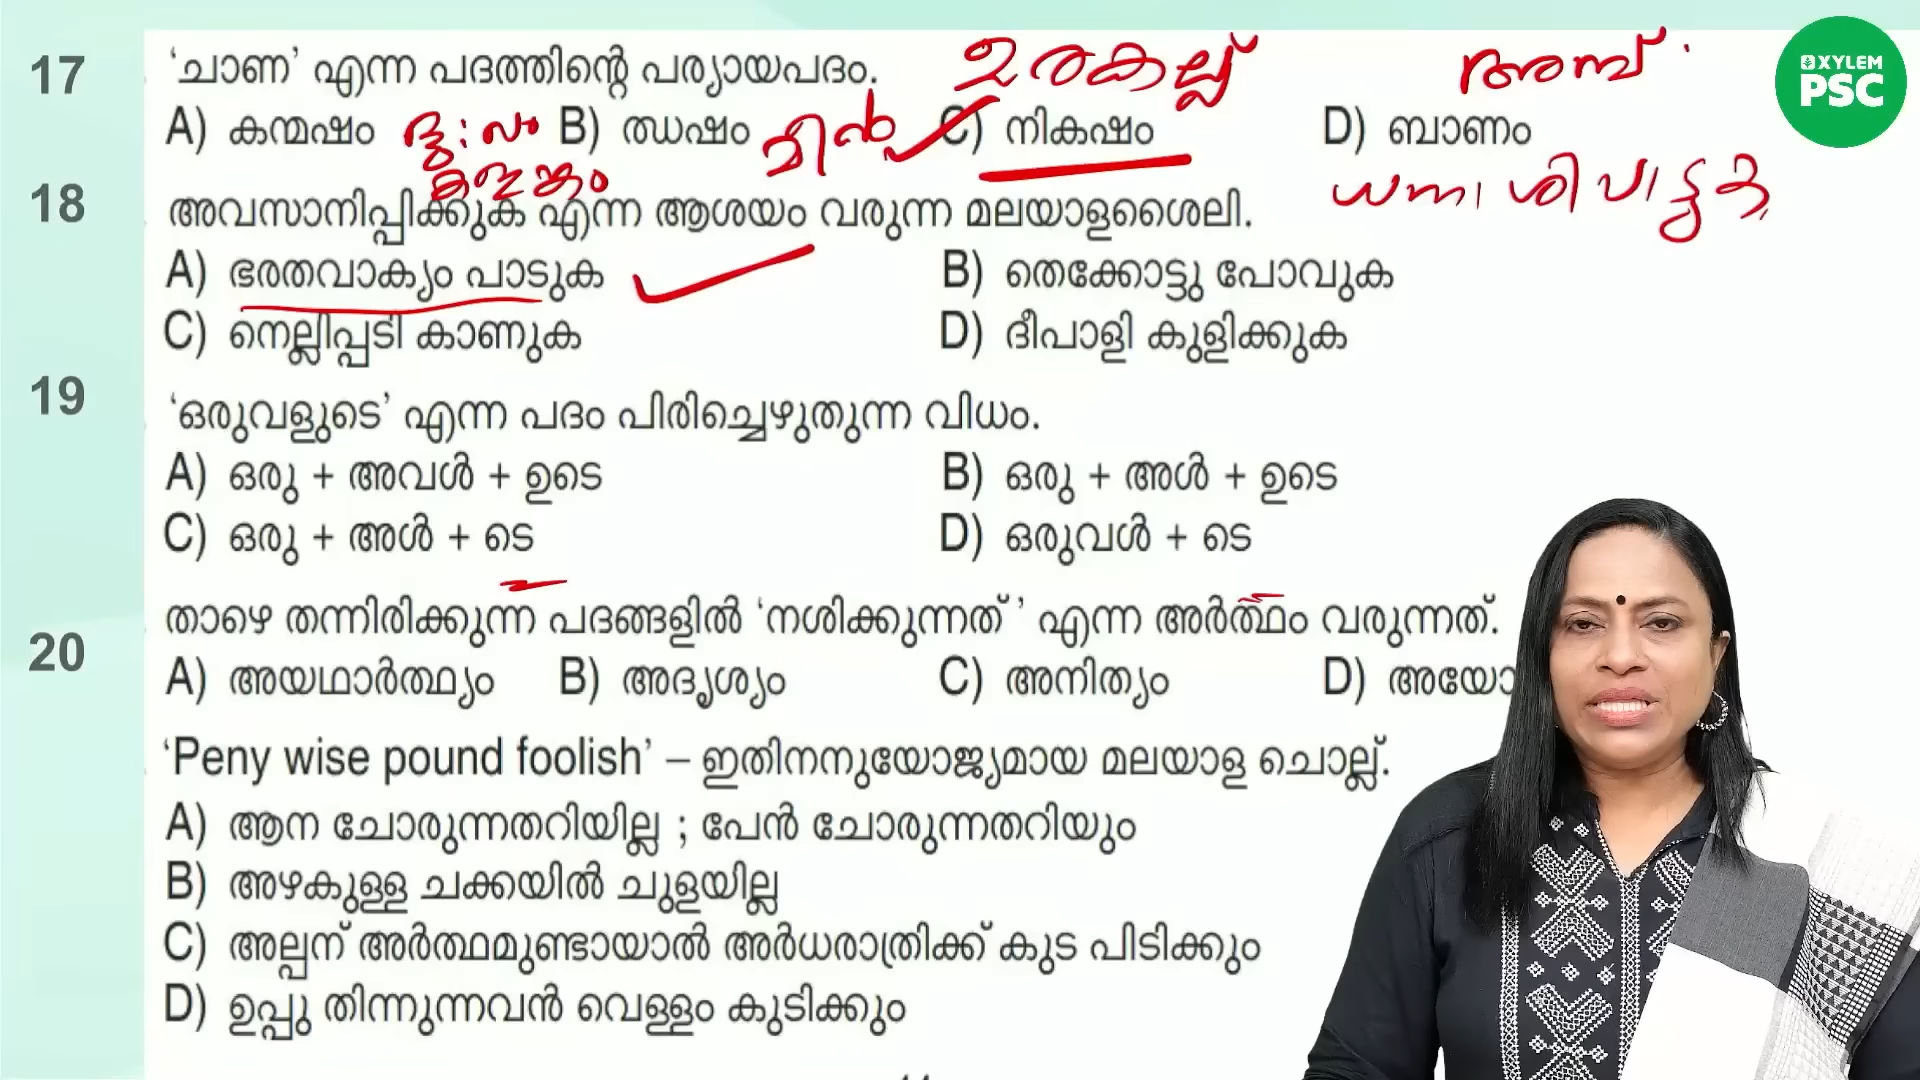 17
'ചാണ' എന്ന പദത്തിന്റെ പര്യായപദം. ഉരകല്ല് അമ്പ്
XYLEM
PSC
A) കന്മഷം ദുഃഖം B) ഝഷം മീൻ C) നികഷം D) ബാണം
കളങ്കം ധനാശിപാട്ടുക
18
അവസാനിപ്പിക്കുക എന്ന ആശയം വരുന്ന മലയാളശൈലി.
A) ഭരതവാക്യം പാടുക B) തെക്കോട്ടു പോവുക
C) നെല്ലിപ്പടി കാണുക D) ദീപാളി കുളിക്കുക
19
'ഒരുവളുടെ' എന്ന പദം പിരിച്ചെഴുതുന്ന വിധം.
A) ഒരു + അവൾ + ഉടെ B) ഒരു + അൾ + ഉടെ
C) ഒരു + അൾ + ടെ D) ഒരുവൾ + ടെ
താഴെ തന്നിരിക്കുന്ന പദങ്ങളിൽ 'നശിക്കുന്നത് ' എന്ന അർത്ഥം വരുന്നത്.
20
A) അയഥാർത്ഥ്യം B) അദൃശ്യം C) അനിത്യം D) അയോ
'Peny wise pound foolish' – ഇതിനനുയോജ്യമായ മലയാള ചൊല്ല്.
A) ആന ചോരുന്നതറിയില്ല ; പേൻ ചോരുന്നതറിയും
B) അഴകുള്ള ചക്കയിൽ ചുളയില്ല
C) അല്പന് അർത്ഥമുണ്ടായാൽ അർധരാത്രിക്ക് കുട പിടിക്കും
D) ഉപ്പു തിന്നുന്നവൻ വെള്ളം കുടിക്കും